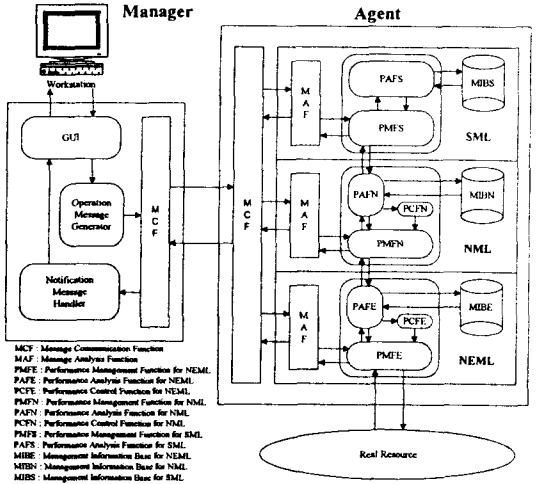 Manager
Agent
Workstation
GUI
Operation
Message
Generator
Notification
Message
Handler
M
C
F
M
C
F
M
A
F
PAFS
PMFS
MIBS
SML
M
A
F
PAFN
PCFN
PMFN
MIBN
NML
M
A
F
PAFE
PCFE
PMFE
MIBE
NEML
Real Resource
MCF : Message Communication Function
MAF : Message Analysis Function
PMFE : Performance Management Function for NEML
PAFE : Performance Analysis Function for NEML
PCFE : Performance Control Function for NEML
PMFN : Performance Management Function for NML
PAFN : Performance Analysis Function for NML
PCFN : Performance Control Function for NML
PMFS : Performance Management Function for SML
PAFS : Performance Analysis Function for SML
MIBE : Management Information Base for NEML
MIBN : Management Information Base for NML
MIBS : Management Information Base for SML